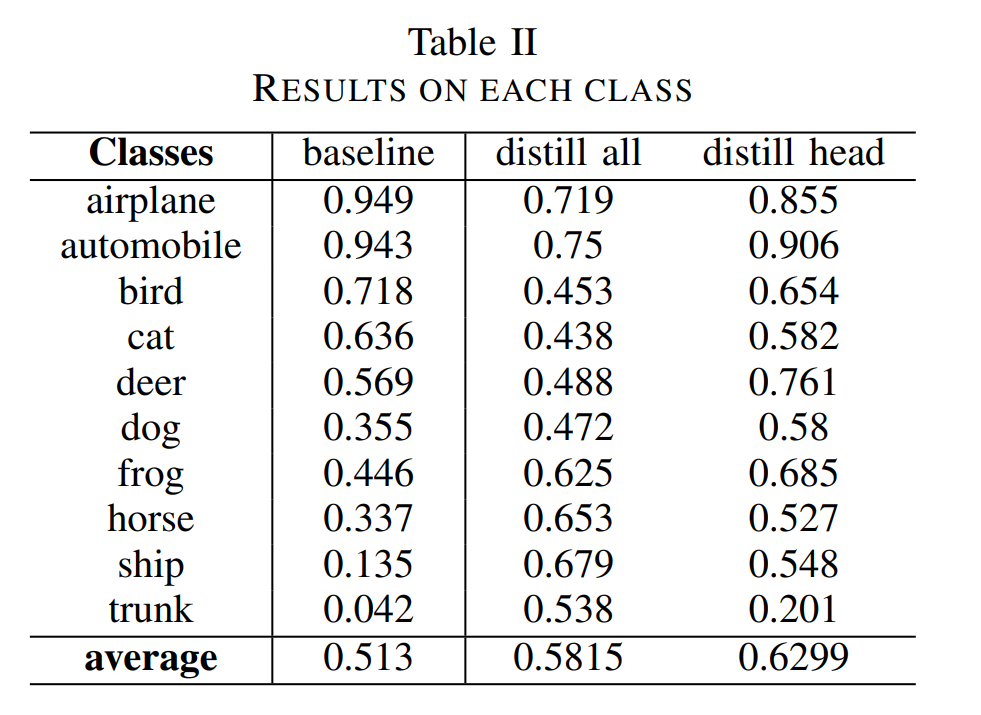 Table II
RESULTS ON EACH CLASS
Classes baseline distill all distill head
airplane 0.949 0.719 0.855
automobile 0.943 0.75 0.906
bird 0.718 0.453 0.654
cat 0.636 0.438 0.582
deer 0.569 0.488 0.761
dog 0.355 0.472 0.58
frog 0.446 0.625 0.685
horse 0.337 0.653 0.527
ship 0.135 0.679 0.548
trunk 0.042 0.538 0.201
average 0.513 0.5815 0.6299